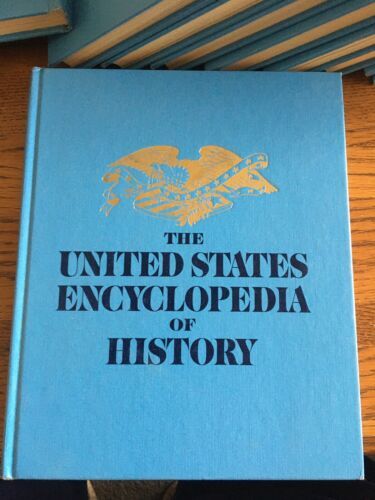 THE
UNITED STATES
ENCYCLOPEDIA
OF
HISTORY